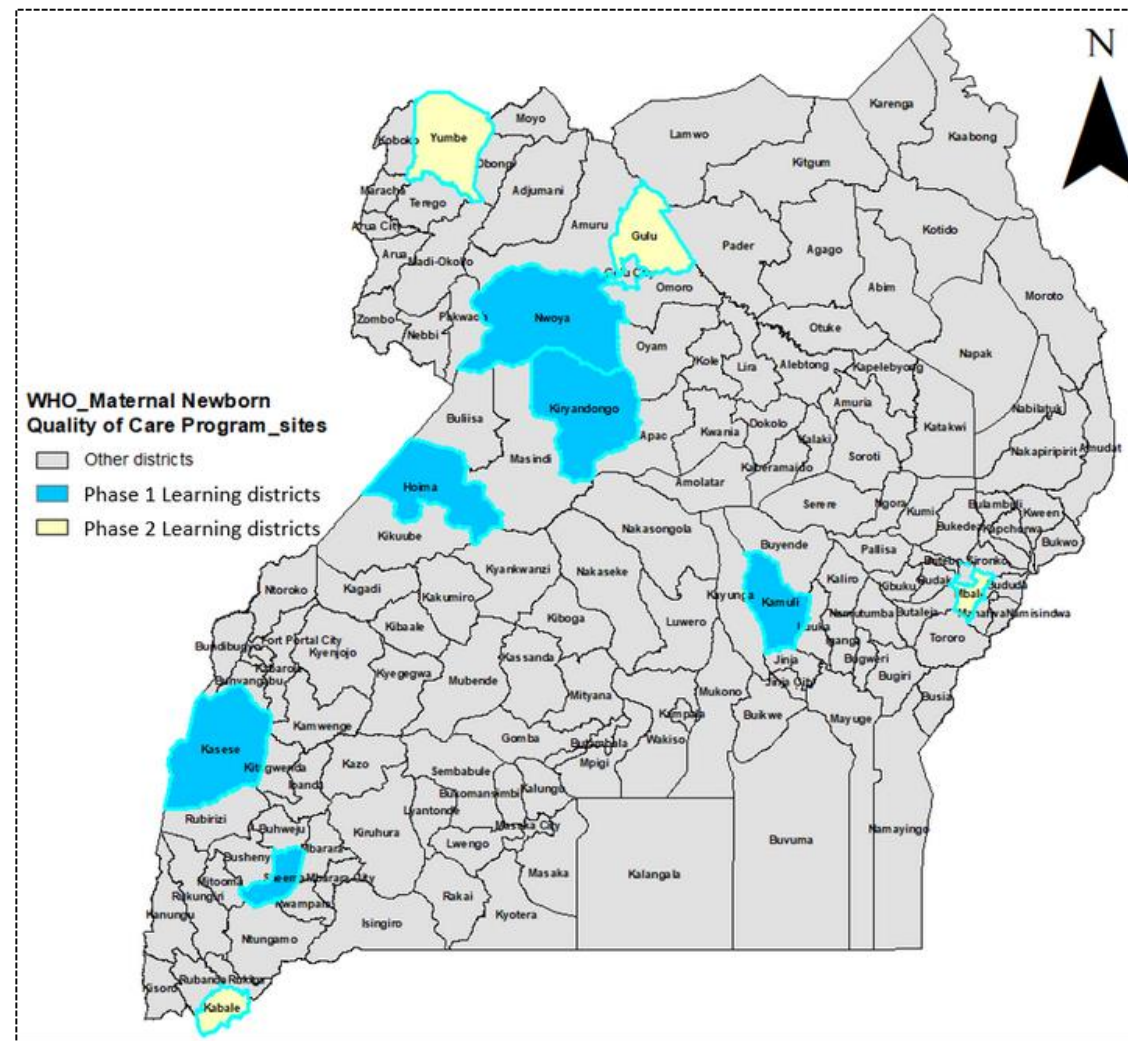 N
Karenga
Kaabong
Moyo
Lamwo
Yumbe
Koboko
Kitgum
Obongi
Adjumani
Maracha
Terego
Kotido
Arua City
Amuru
Gulu
Pader
Agago
Arua
Madi-Okollo
Gulu City
Abim
Omoro
Moroto
Zombo
Pakwach
Nwoya
Otuke
Nebbi
Oyam
Napak
Kole
Lira
Alebtong
Kapelebyong
WHO_Maternal Newborn
Quality of Care Program_sites
Other districts
Phase 1 Learning districts
Phase 2 Learning districts
Kiryandongo
Amuria
Buliisa
Nabilatuk
Dokolo
Katakwi
Apac
Kwania
Kalaki
Amudat
Masindi
Soroti
Nakapiripirit
Kaberamaido
Amolatar
Hoima
Serere
Ngora
Bulambuli
Kumi
Kween
Nakasongola
Bukedea
Kapchorwa
Kikuube
Buyende
Bukwo
Pallisa
Kyankwanzi
Nakaseke
Butebo
Sironko
Ntoroko
Kagadi
Kaliro
Kibuku
Budaka
Bududa
Kakumiro
Kayunga
Kamuli
Mbale
Namutumba
Butaleja
Manafwa
Namisindwa
Kiboga
Luwero
Bundibugyo
Fort Portal City
Kibaale
Luuka
Iganga
Tororo
Kabarole
Kyenjojo
Kassanda
Jinja
Bugweri
Bunyangabu
Kyegegwa
Mubende
Jinja City
Bugiri
Mityana
Mukono
Busia
Kamwenge
Kampala
Buikwe
Mayuge
Kasese
Gomba
Butambala
Wakiso
Kitagwenda
Kazo
Mpigi
Sembabule
Ibanda
Bukomansimbi
Kalungu
Lyantonde
Rubirizi
Kiruhura
Masaka City
Buhweju
Mbarara
Lwengo
Buvuma
Namayingo
Sheema
Mbarara City
Masaka
Kalangala
Mitooma
Rukungiri
Rakai
Kanungu
Kwampala
Kyotera
Isingiro
Ntungamo
Rubanda
Rukiga
Kisoro
Kabale